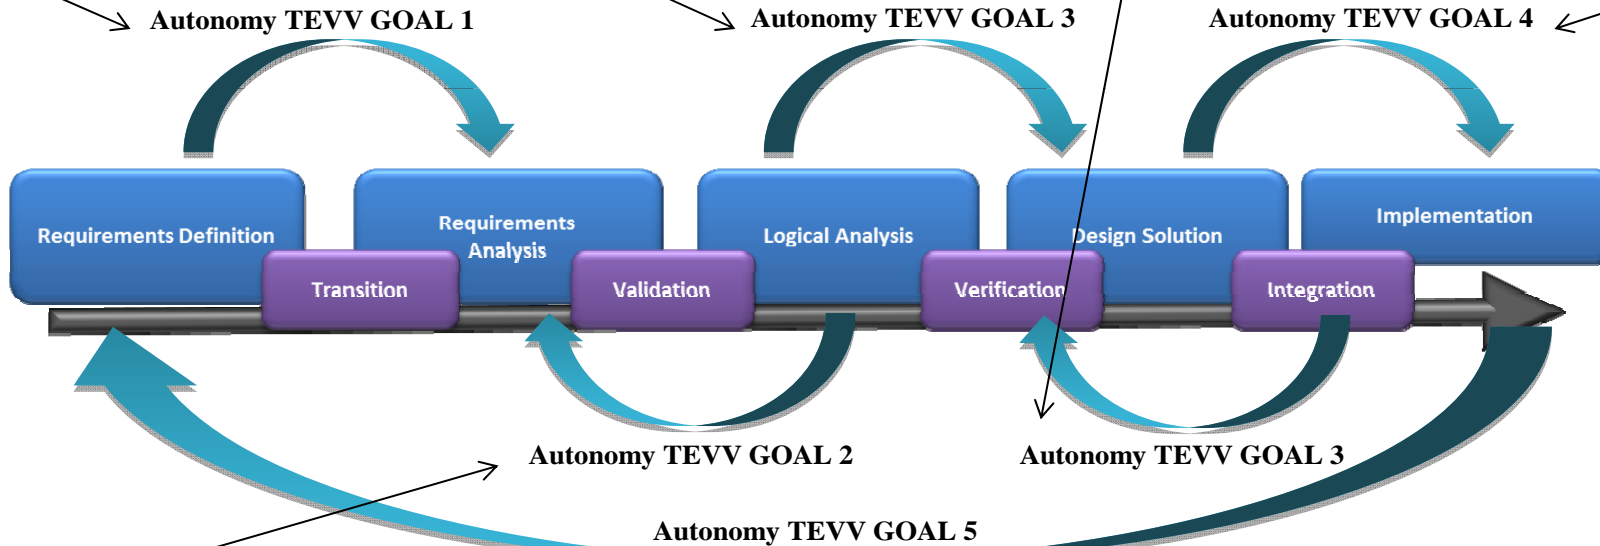 Autonomy TEVV GOAL 1
Autonomy TEVV GOAL 3
Autonomy TEVV GOAL 4
Requirements Definition
Requirements
Analysis
Logical Analysis
Design Solution
Implementation
Transition
Validation
Verification
Integration
Autonomy TEVV GOAL 2
Autonomy TEVV GOAL 3
Autonomy TEVV GOAL 5